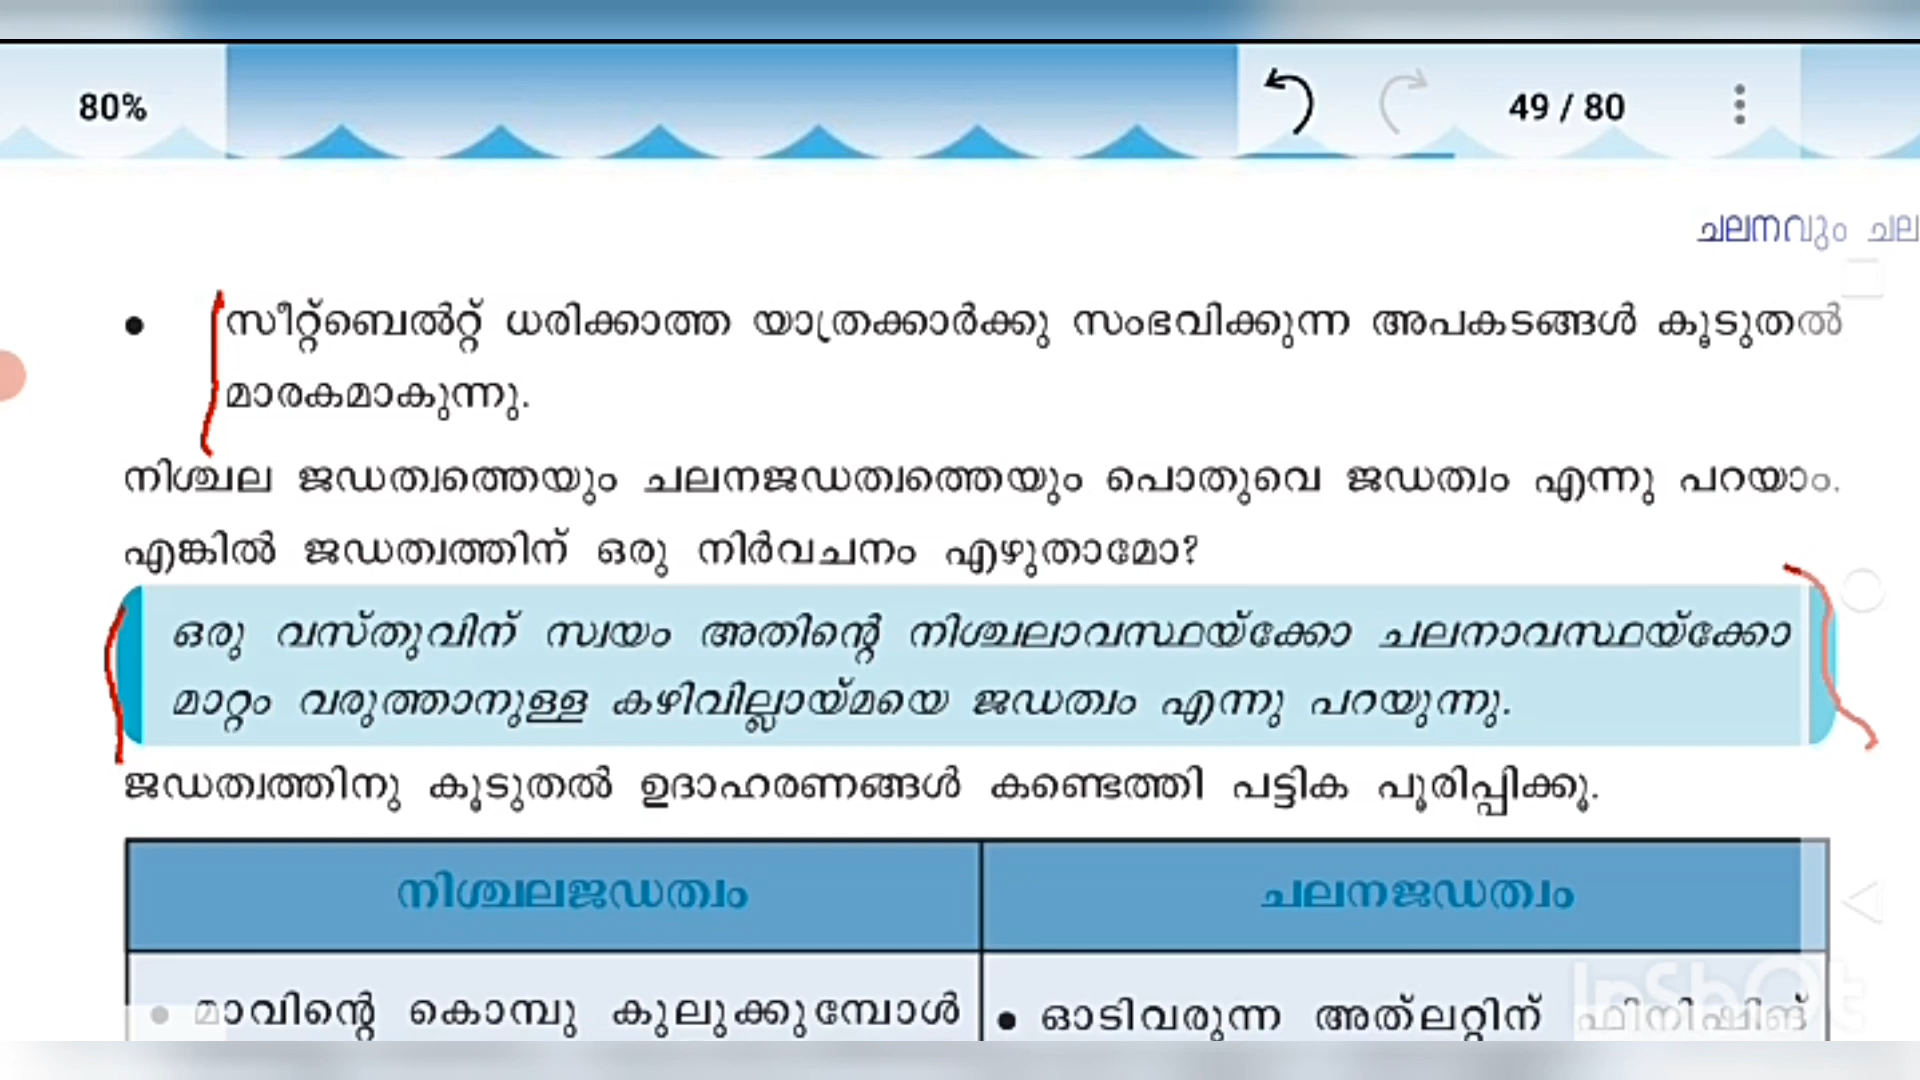 80%
49 / 80
ചലനവും ചല
• സീറ്റ്ബെൽറ്റ് ധരിക്കാത്ത യാത്രക്കാർക്കു സംഭവിക്കുന്ന അപകടങ്ങൾ കൂടുതൽ
മാരകമാകുന്നു.
നിശ്ചല ജഡത്വത്തെയും ചലനജഡത്വത്തെയും പൊതുവെ ജഡത്വം എന്നു പറയാം.
എങ്കിൽ ജഡത്വത്തിന് ഒരു നിർവചനം എഴുതാമോ?
ഒരു വസ്തുവിന് സ്വയം അതിന്റെ നിശ്ചലാവസ്ഥയ്ക്കോ ചലനാവസ്ഥയ്ക്കോ
മാറ്റം വരുത്താനുള്ള കഴിവില്ലായ്മയെ ജഡത്വം എന്നു പറയുന്നു.
ജഡത്വത്തിനു കൂടുതൽ ഉദാഹരണങ്ങൾ കണ്ടെത്തി പട്ടിക പൂരിപ്പിക്കൂ.
നിശ്ചലജഡത്വം
ചലനജഡത്വം
• മാവിന്റെ കൊമ്പു കുലുക്കുമ്പോൾ
• ഓടിവരുന്ന അത്‌ലറ്റിന് ഫിനിഷിങ്
InShOt